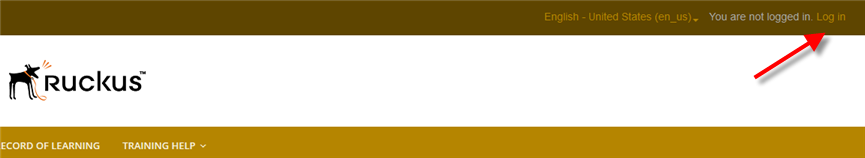 English - United States (en_us) You are not logged in. Log in
RUCKUS™
ECORD OF LEARNING TRAINING HELP